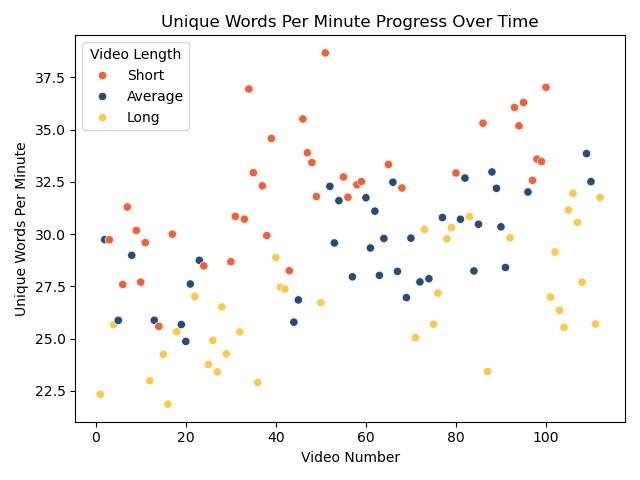 Unique Words Per Minute Progress Over Time
Video Length
Short
Average
Long
Unique Words Per Minute
37.5
35.0
32.5
30.0
27.5
25.0
22.5
0 20 40 60 80 100
Video Number